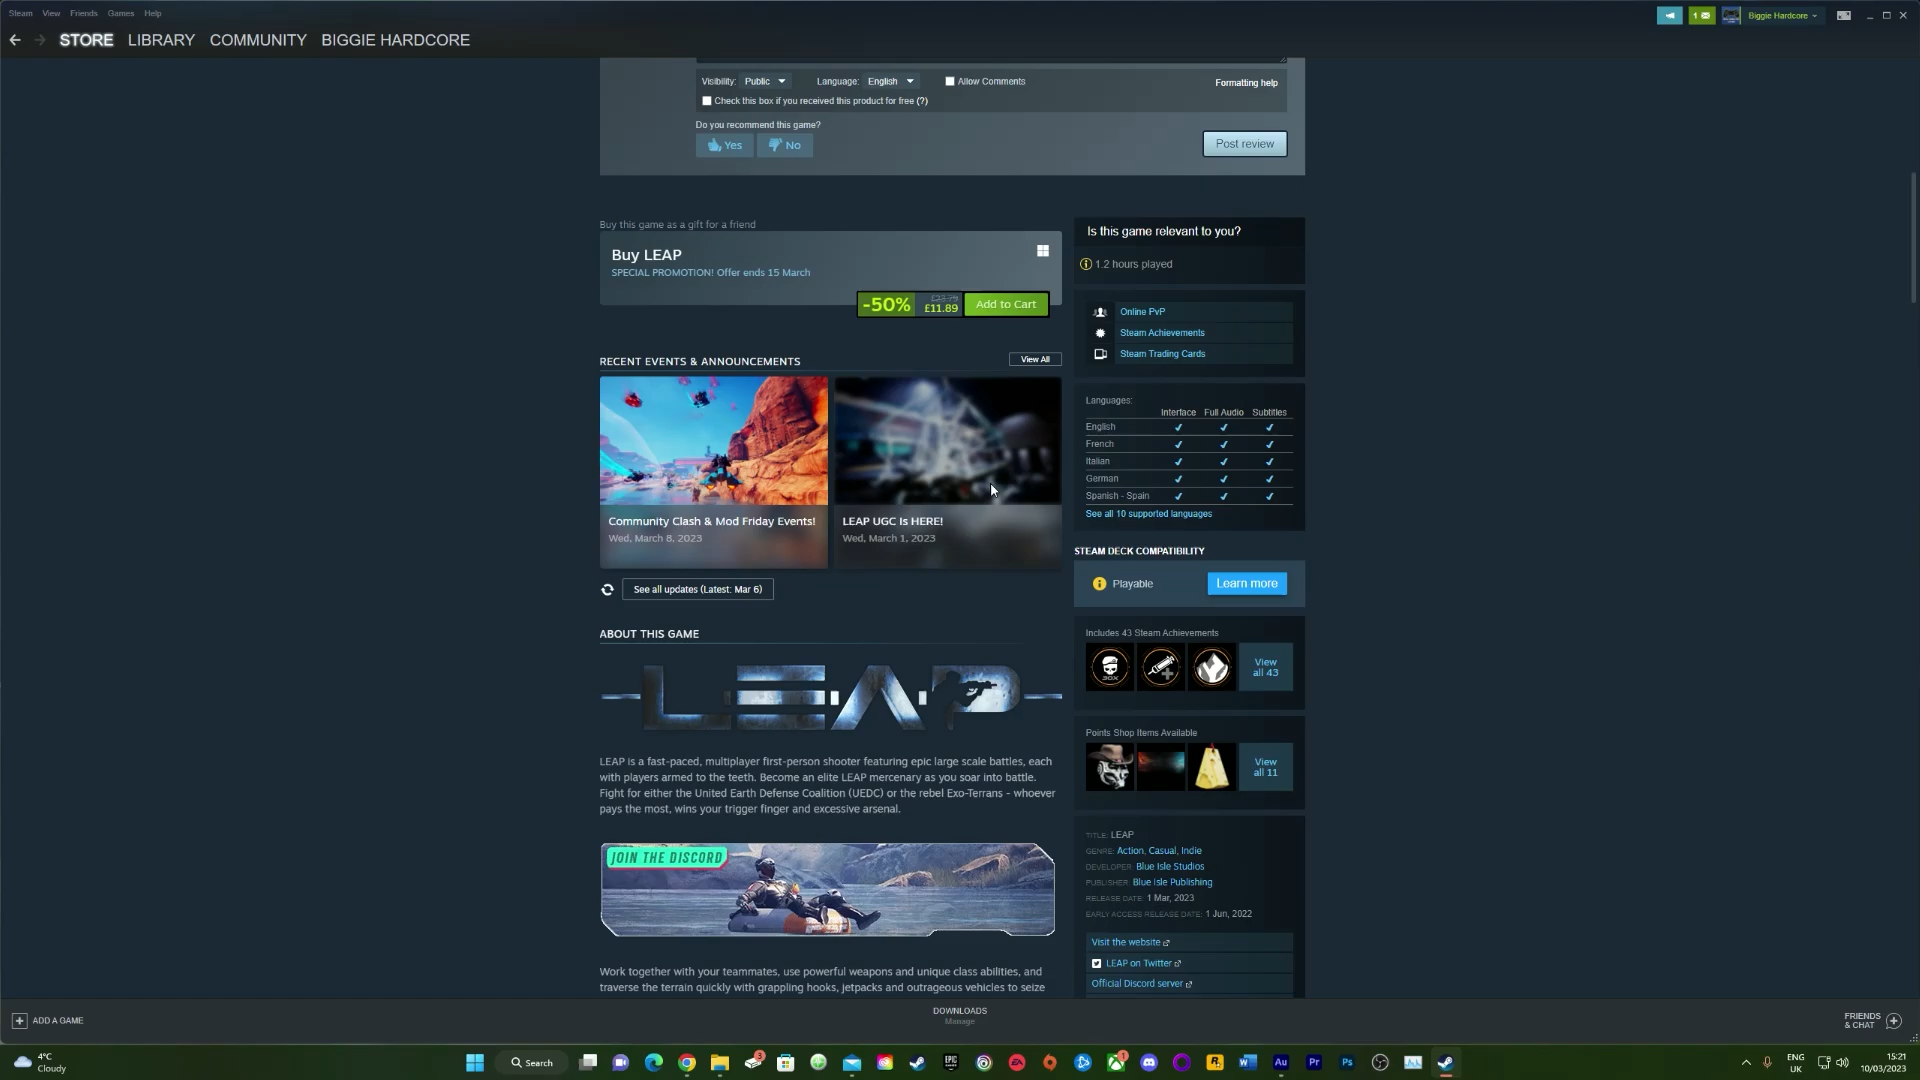 Steam View Friends Games Help
1
Biggie Hardcore
STORE LIBRARY COMMUNITY BIGGIE HARDCORE
Visibility: Public Language: English Allow Comments
Formatting help
Check this box if you received this product for free (?)
Do you recommend this game?
Yes No
Post review
Buy this game as a gift for a friend
Buy LEAP
SPECIAL PROMOTION! Offer ends 15 March
-50% £23.79 £11.89 Add to Cart
RECENT EVENTS & ANNOUNCEMENTS
View All
Community Clash & Mod Friday Events!
Wed, March 8, 2023
LEAP UGC Is HERE!
Wed, March 1, 2023
See all updates (Latest: Mar 6)
ABOUT THIS GAME
LEAP
LEAP is a fast-paced, multiplayer first-person shooter featuring epic large scale battles, each
with players armed to the teeth. Become an elite LEAP mercenary as you soar into battle.
Fight for either the United Earth Defense Coalition (UEDC) or the rebel Exo-Terrans - whoever
pays the most, wins your trigger finger and excessive arsenal.
JOIN THE DISCORD
Work together with your teammates, use powerful weapons and unique class abilities, and
traverse the terrain quickly with grappling hooks, jetpacks and outrageous vehicles to seize
Is this game relevant to you?
1.2 hours played
Online PvP
Steam Achievements
Steam Trading Cards
Languages:
Interface Full Audio Subtitles
English ✔ ✔ ✔
French ✔ ✔ ✔
Italian ✔ ✔ ✔
German ✔ ✔ ✔
Spanish - Spain ✔ ✔ ✔
See all 10 supported languages
STEAM DECK COMPATIBILITY
Playable
Learn more
Includes 43 Steam Achievements
30X
View
all 43
Points Shop Items Available
View
all 11
TITLE: LEAP
GENRE: Action, Casual, Indie
DEVELOPER: Blue Isle Studios
PUBLISHER: Blue Isle Publishing
RELEASE DATE: 1 Mar, 2023
EARLY ACCESS RELEASE DATE: 1 Jun, 2022
Visit the website
LEAP on Twitter
Official Discord server
ADD A GAME
DOWNLOADS
Manage
FRIENDS
& CHAT
4°C
Cloudy
Search
3
EPIC GAMES
EA
1
R
W
Au
Pr
Ps
ENG
UK
15:21
10/03/2023